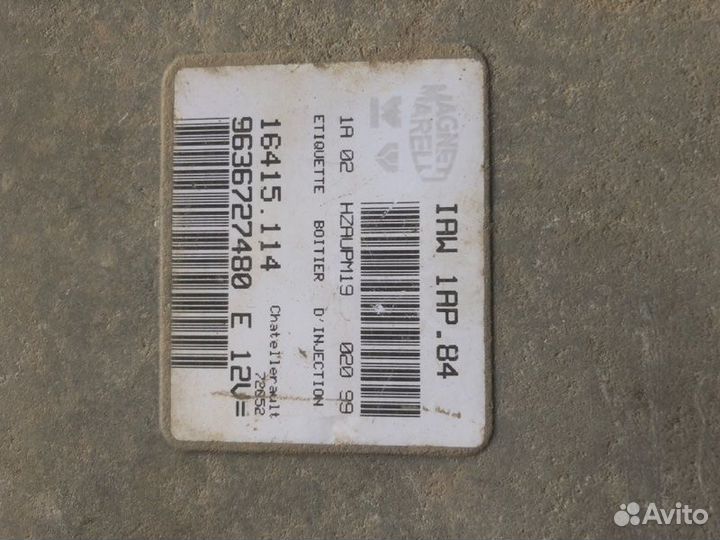 MAGNETI
MARELLI
IAW 1AP.84
1A 02 HZAUPM19 020 99
ETIQUETTE BOITIER D'INJECTION
Chatellerault
72652
16415.114
9636727480 E 12V=
Avito